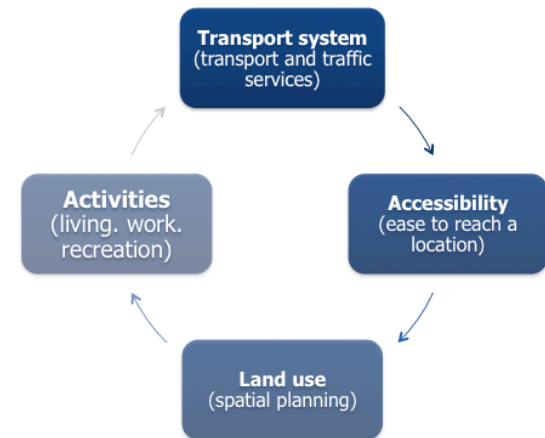 Transport system
(transport and traffic
services)
Accessibility
(ease to reach a
location)
Land use
(spatial planning)
Activities
(living. work.
recreation)